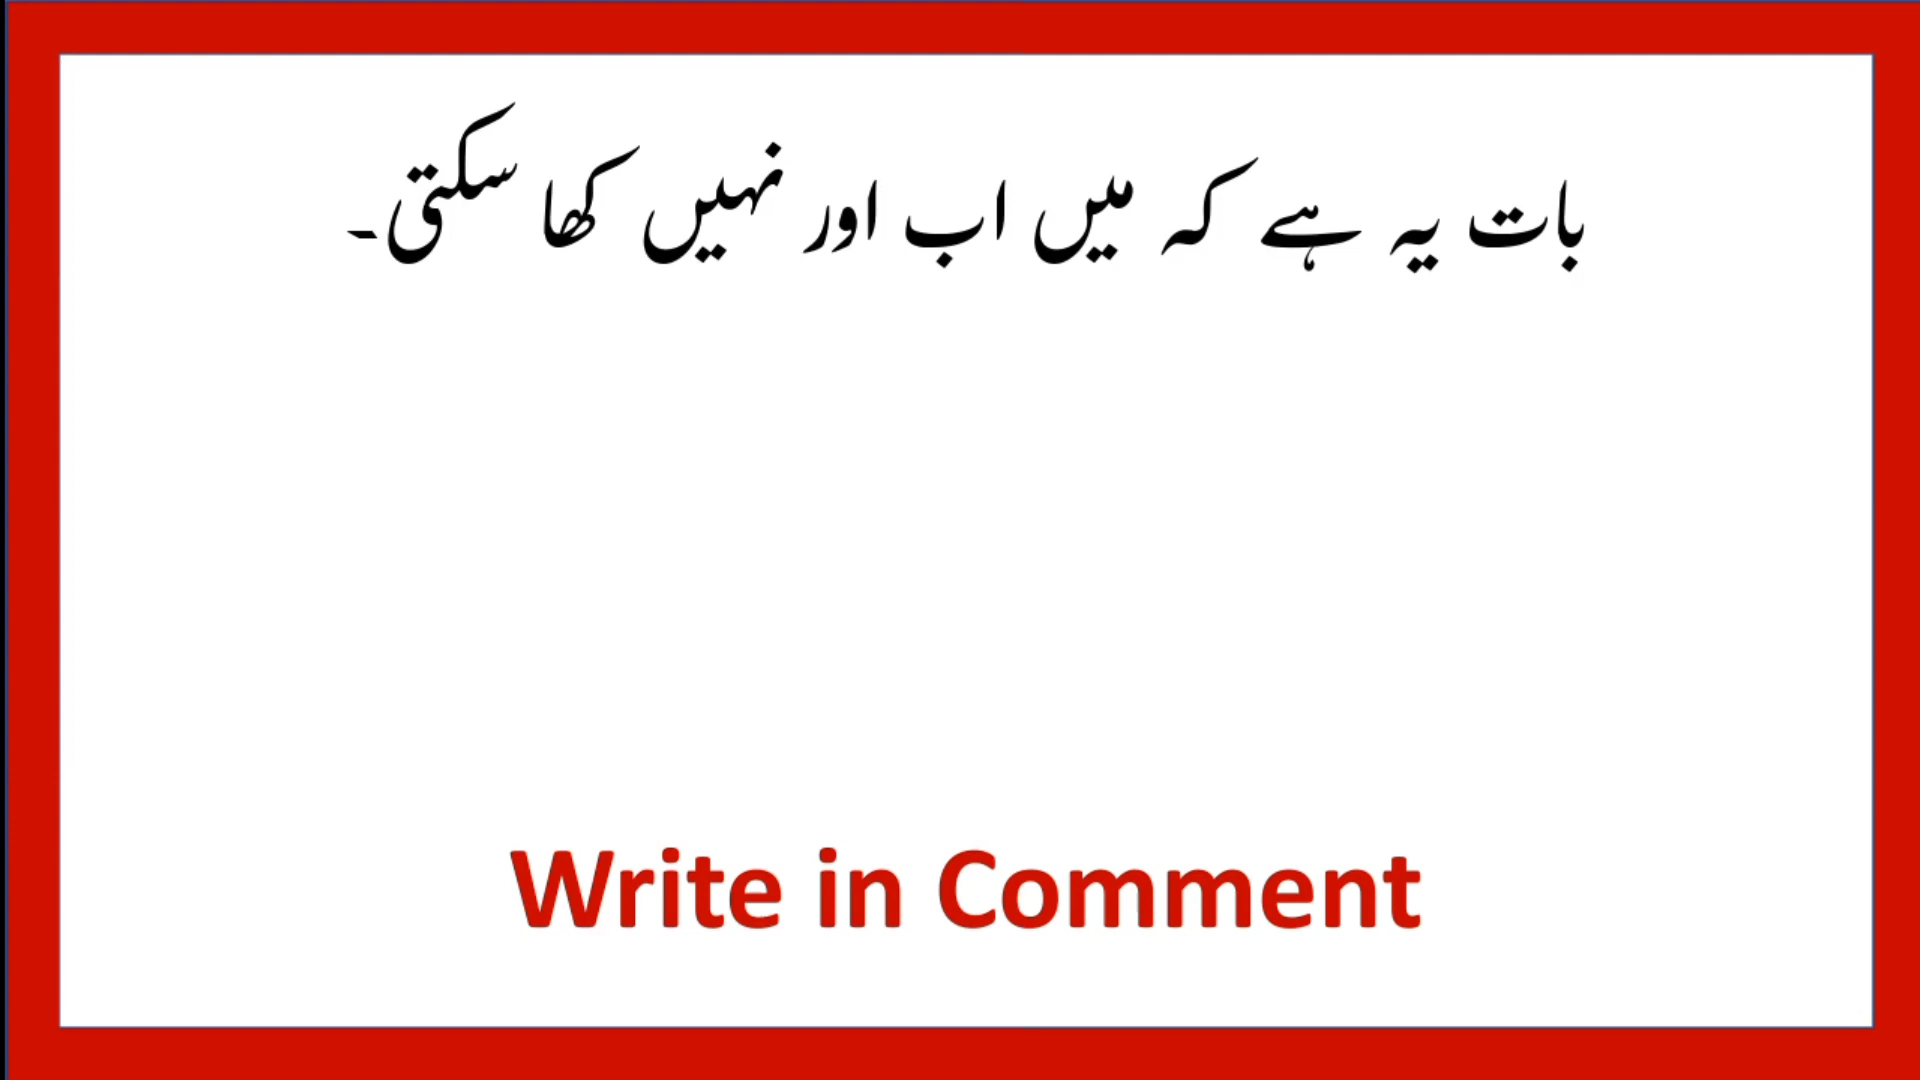 بات یہ ہے کہ میں اب اور نہیں کھا سکتی۔
Write in Comment